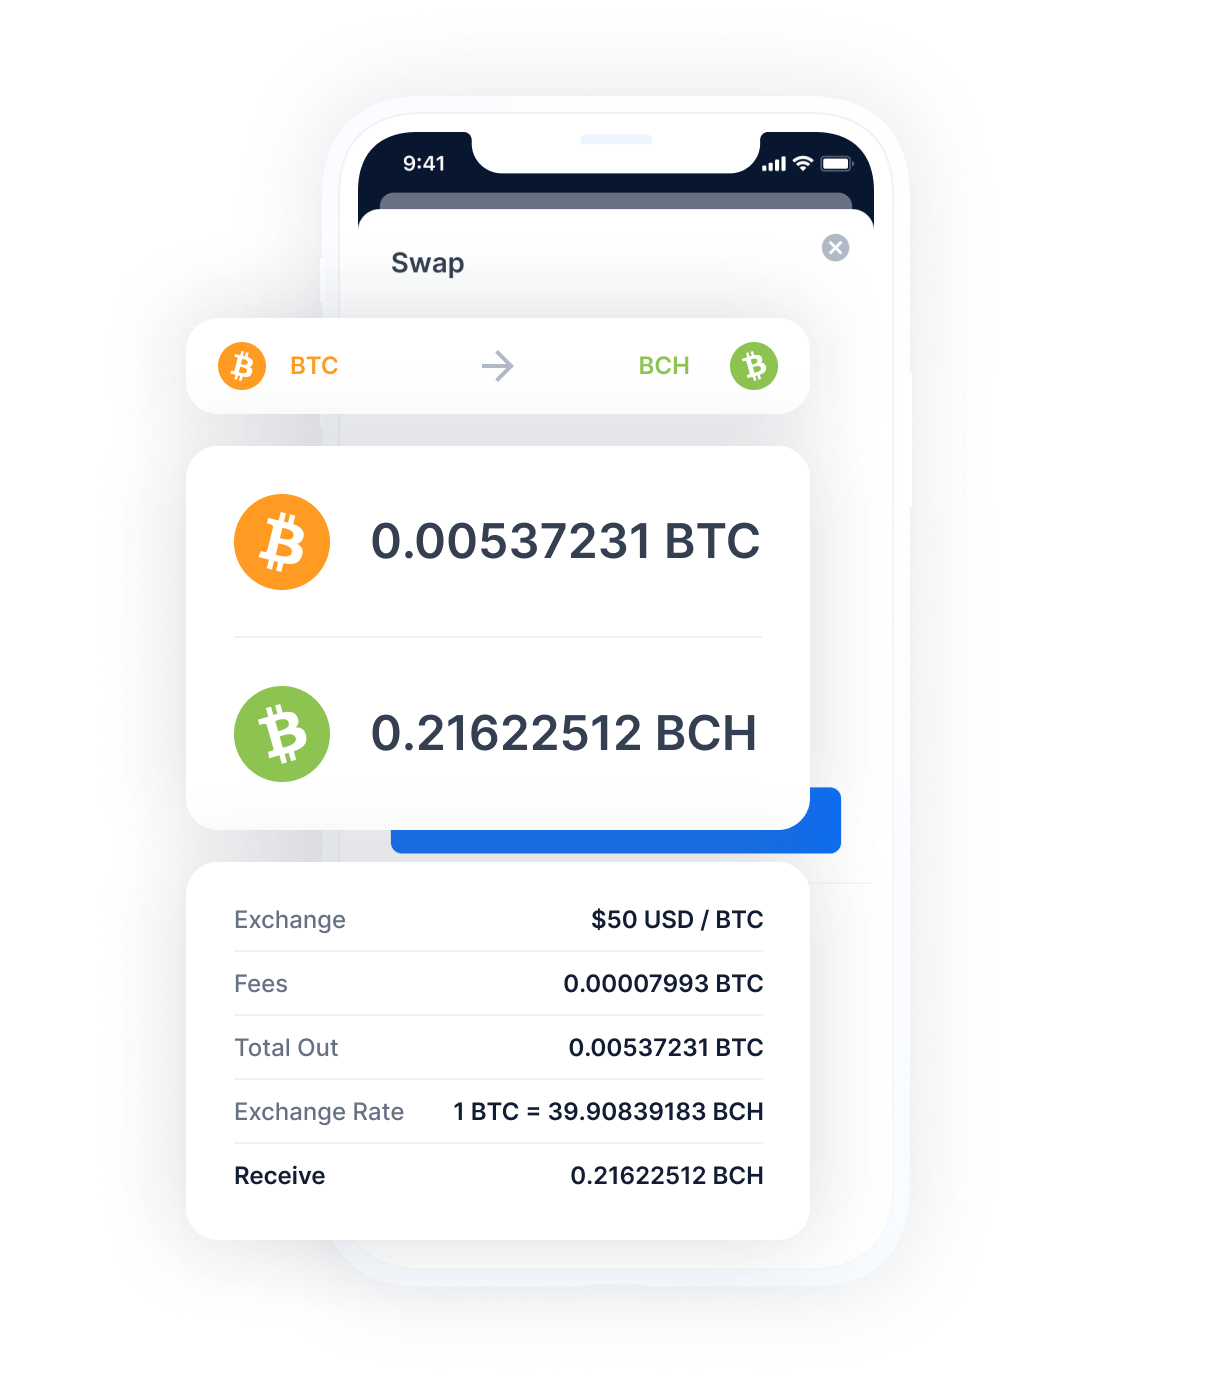 9:41
Swap
BTC BCH
0.00537231 BTC
0.21622512 BCH
Exchange $50 USD / BTC
Fees 0.00007993 BTC
Total Out 0.00537231 BTC
Exchange Rate 1 BTC = 39.90839183 BCH
Receive 0.21622512 BCH